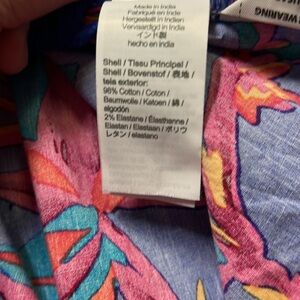 Made in India
Fabriqué en Inde
Hergestellt in Indien
Vervaardigd in India
インド製
hecho en India
Shell / Tissu Principal /
Shell / Bovenstof / 表地 /
tejs exterior:
98% Cotton / Coton /
Baumwolle / Katoen / 綿 /
algodón
2% Elastane / Élasthanne /
Elastan / Elastaan / ポリウ
レタン / elastano
WEARING